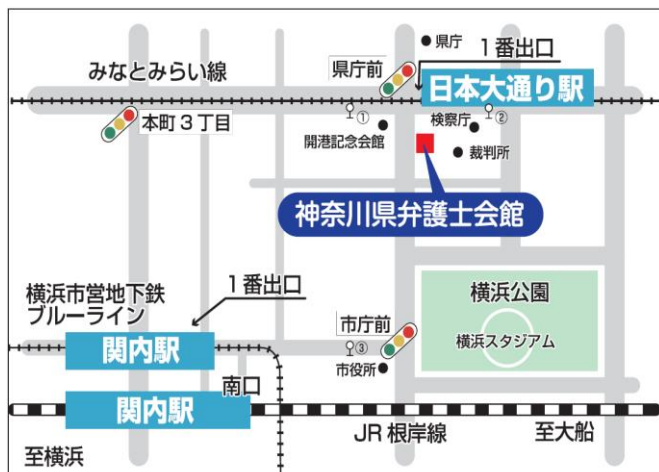 県庁
1番出口
みなとみらい線
県庁前
日本大通り駅
本町3丁目
①
開港記念会館
検察庁
②
裁判所
神奈川県弁護士会館
横浜市営地下鉄
ブルーライン
1番出口
横浜公園
横浜スタジアム
市庁前
関内駅
③
市役所
南口
関内駅
JR根岸線
至大船
至横浜